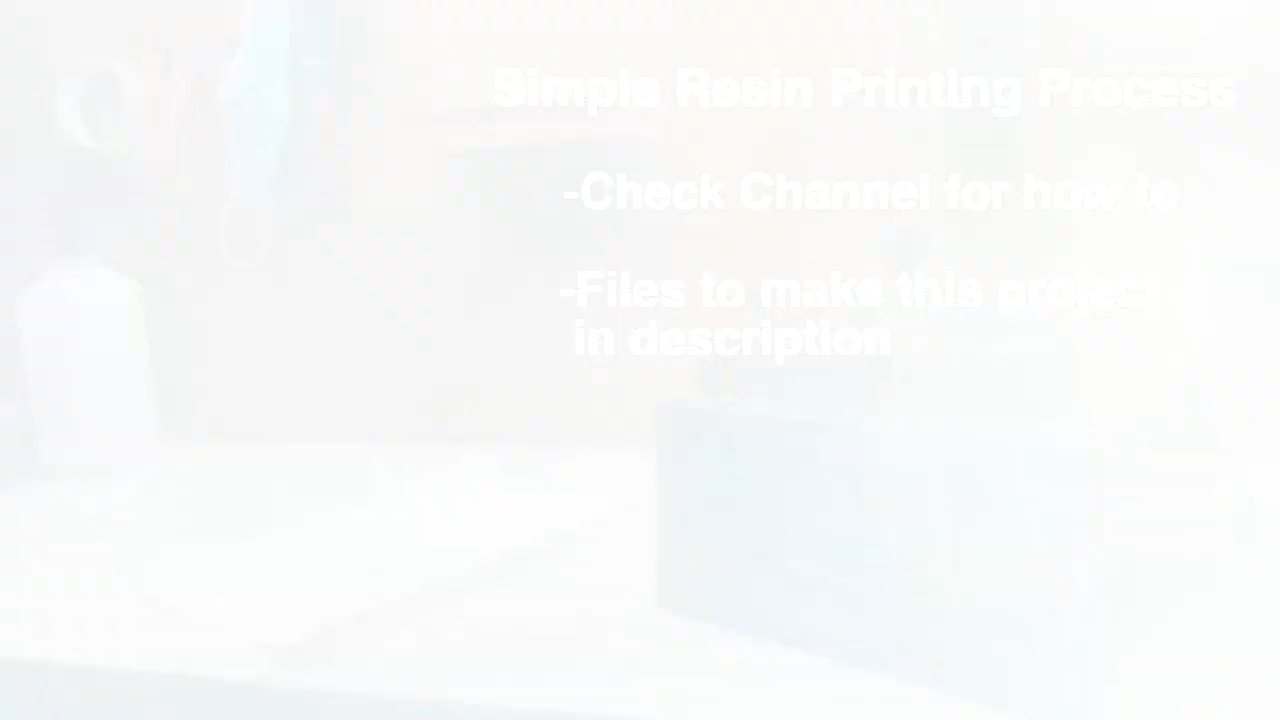 Simple Resin Printing Process
-Check Channel for how to
-Files to make this project
in description